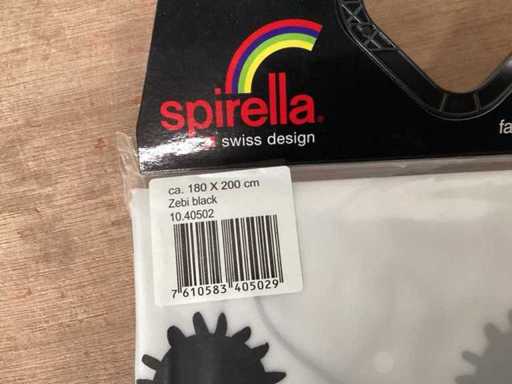 spirella
swiss design
fa
ca. 180 X 200 cm
Zebi black
10.40502
7 610583 405029